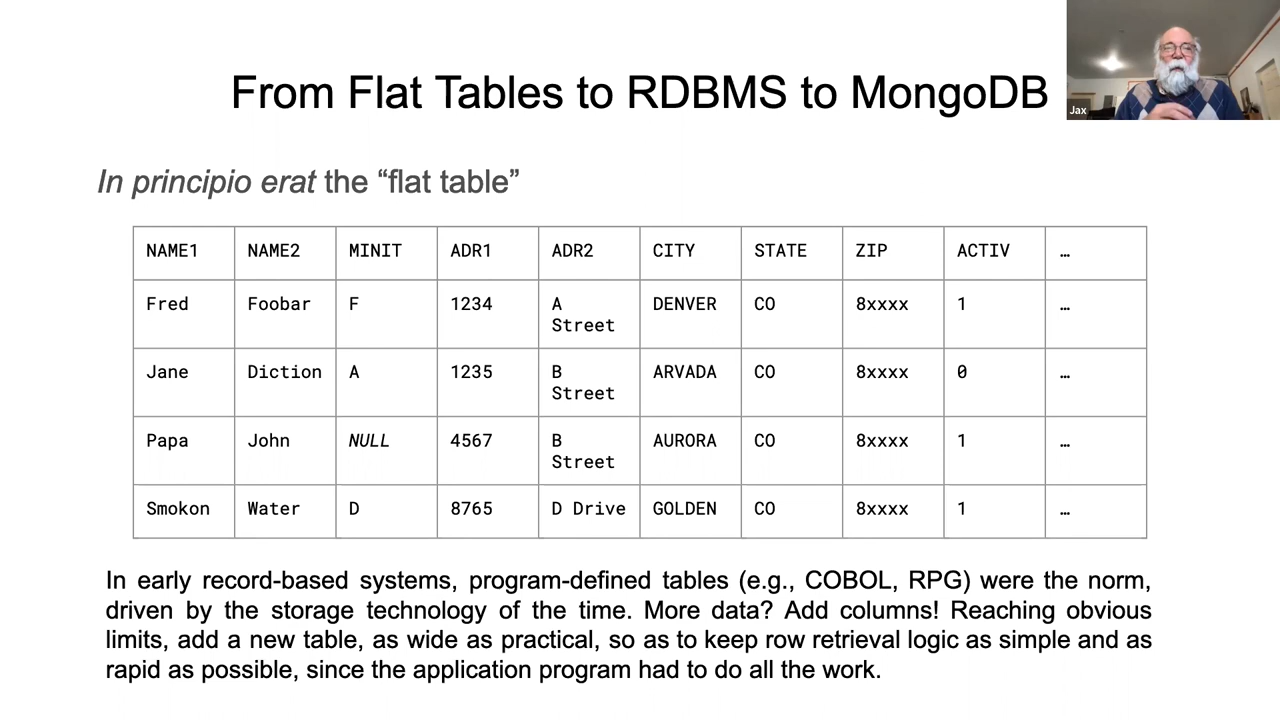 From Flat Tables to RDBMS to MongoDB
Jax
In principio erat the “flat table”
NAME1 NAME2 MINIT ADR1 ADR2 CITY STATE ZIP ACTIV …
Fred Foobar F 1234 A Street DENVER CO 8xxxx 1 …
Jane Diction A 1235 B Street ARVADA CO 8xxxx 0 …
Papa John NULL 4567 B Street AURORA CO 8xxxx 1 …
Smokon Water D 8765 D Drive GOLDEN CO 8xxxx 1 …
In early record-based systems, program-defined tables (e.g., COBOL, RPG) were the norm,
driven by the storage technology of the time. More data? Add columns! Reaching obvious
limits, add a new table, as wide as practical, so as to keep row retrieval logic as simple and as
rapid as possible, since the application program had to do all the work.